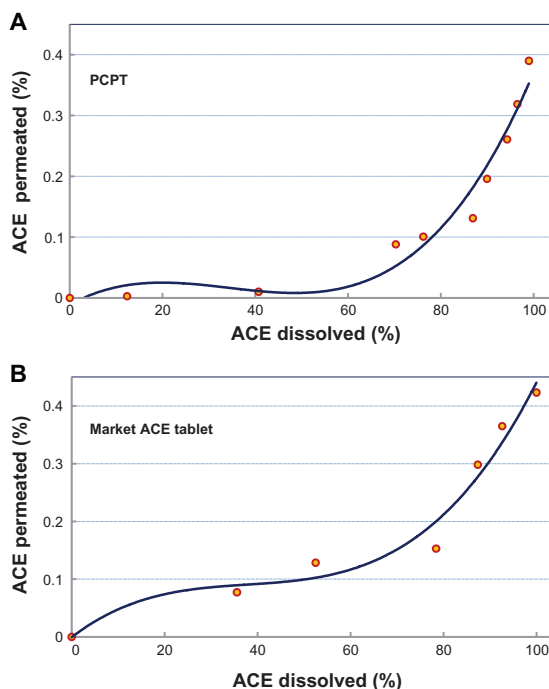 A
0.4
PCPT
0.3
0.2
0.1
0
0 20 40 60 80 100
ACE permeated (%)
ACE dissolved (%)
B
0.4
Market ACE tablet
0.3
0.2
0.1
0
0 20 40 60 80 100
ACE permeated (%)
ACE dissolved (%)